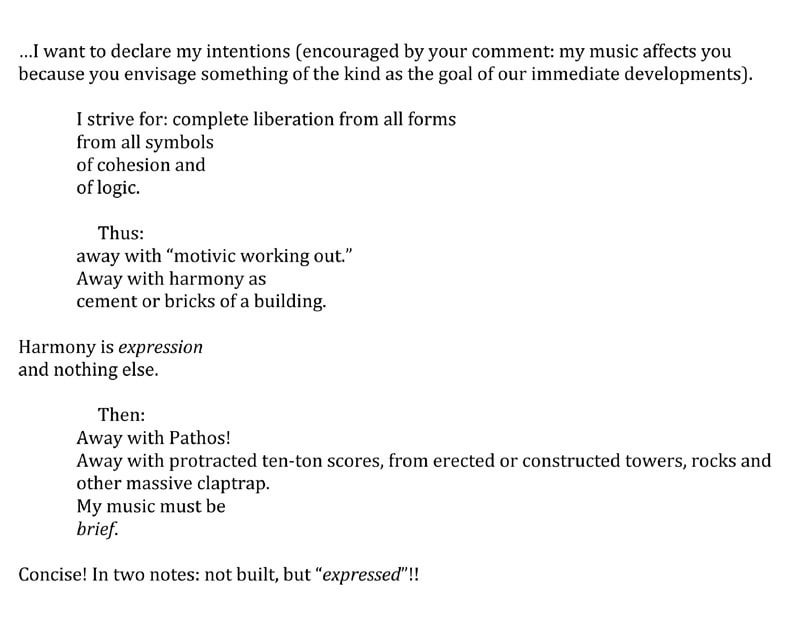 …I want to declare my intentions (encouraged by your comment: my music affects you
because you envisage something of the kind as the goal of our immediate developments).
I strive for: complete liberation from all forms
from all symbols
of cohesion and
of logic.
Thus:
away with “motivic working out.”
Away with harmony as
cement or bricks of a building.
Harmony is expression
and nothing else.
Then:
Away with Pathos!
Away with protracted ten-ton scores, from erected or constructed towers, rocks and
other massive claptrap.
My music must be
brief.
Concise! In two notes: not built, but “expressed”!!